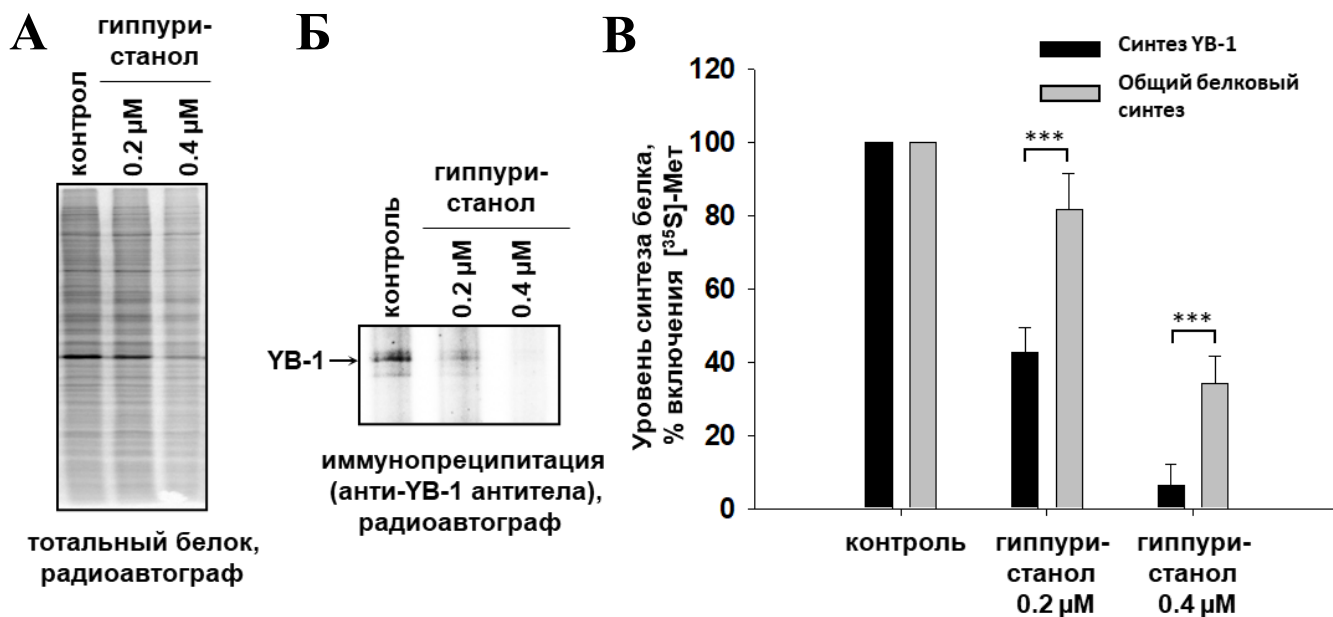 А
гиппури-
станол
контрол
0.2 µM
0.4 µM
тотальный белок,
радиоавтограф
Б
гиппури-
станол
контроль
0.2 µM
0.4 µM
YB-1
иммунопреципитация
(анти-YB-1 антитела),
радиоавтограф
В
Синтез YB-1
Общий белковый
синтез
Уровень синтеза белка,
% включения [³⁵S]-Мет
120
100
80
60
40
20
0
***
***
контроль
гиппури-
станол
0.2 µM
гиппури-
станол
0.4 µM